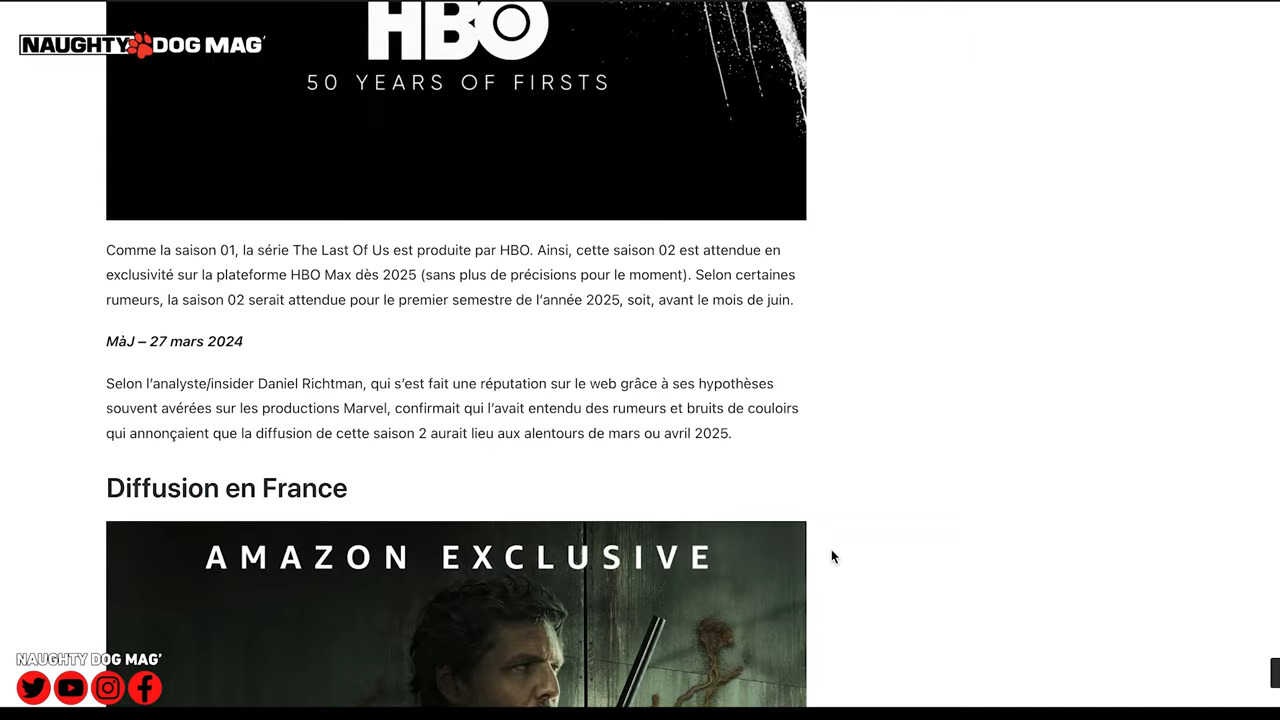 NAUGHTY DOG MAG'
HBO
50 YEARS OF FIRSTS
Comme la saison 01, la série The Last Of Us est produite par HBO. Ainsi, cette saison 02 est attendue en
exclusivité sur la plateforme HBO Max dès 2025 (sans plus de précisions pour le moment). Selon certaines
rumeurs, la saison 02 serait attendue pour le premier semestre de l’année 2025, soit, avant le mois de juin.
MàJ – 27 mars 2024
Selon l’analyste/insider Daniel Richtman, qui s’est fait une réputation sur le web grâce à ses hypothèses
souvent avérées sur les productions Marvel, confirmait qui l’avait entendu des rumeurs et bruits de couloirs
qui annonçaient que la diffusion de cette saison 2 aurait lieu aux alentours de mars ou avril 2025.
Diffusion en France
AMAZON EXCLUSIVE
NAUGHTY DOG MAG'